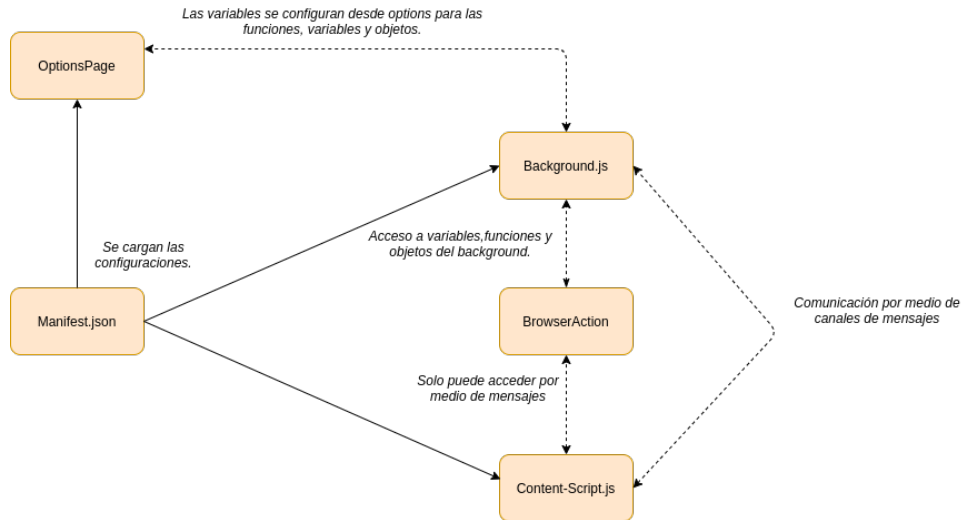 Las variables se configuran desde options para las
funciones, variables y objetos.
OptionsPage
Background.js
Acceso a variables,funciones y
objetos del background.
Se cargan las
configuraciones.
Manifest.json
BrowserAction
Comunicación por medio de
canales de mensajes
Solo puede acceder por
medio de mensajes
Content-Script.js